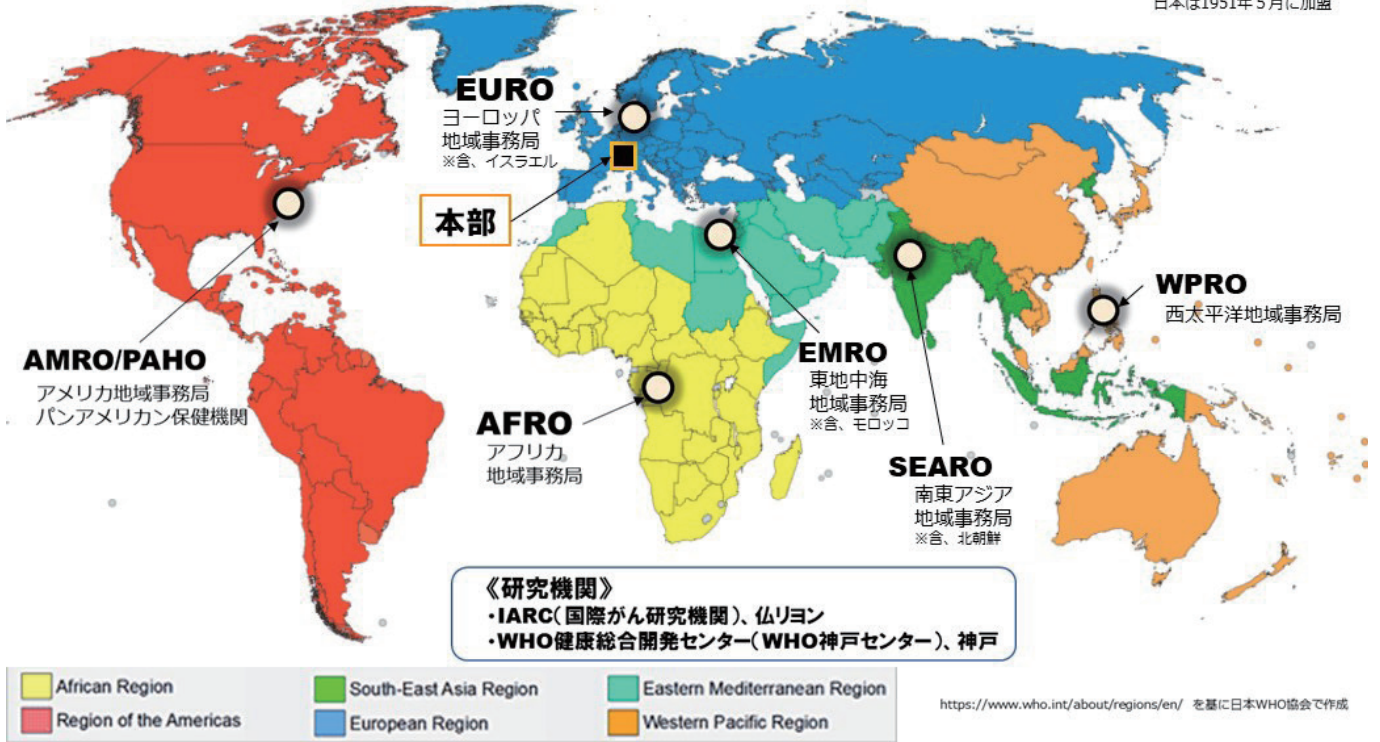 日本は1951年5月に加盟
EURO
ヨーロッパ
地域事務局
※含、イスラエル
本部
AMRO/PAHO
アメリカ地域事務局
パンアメリカン保健機関
AFRO
アフリカ
地域事務局
EMRO
東地中海
地域事務局
※含、モロッコ
SEARO
南東アジア
地域事務局
※含、北朝鮮
WPRO
西太平洋地域事務局
《研究機関》
・IARC(国際がん研究機関)、仏リヨン
・WHO健康総合開発センター(WHO神戸センター)、神戸
African Region
South-East Asia Region
Eastern Mediterranean Region
Region of the Americas
European Region
Western Pacific Region
https://www.who.int/about/regions/en/ を基に日本WHO協会で作成